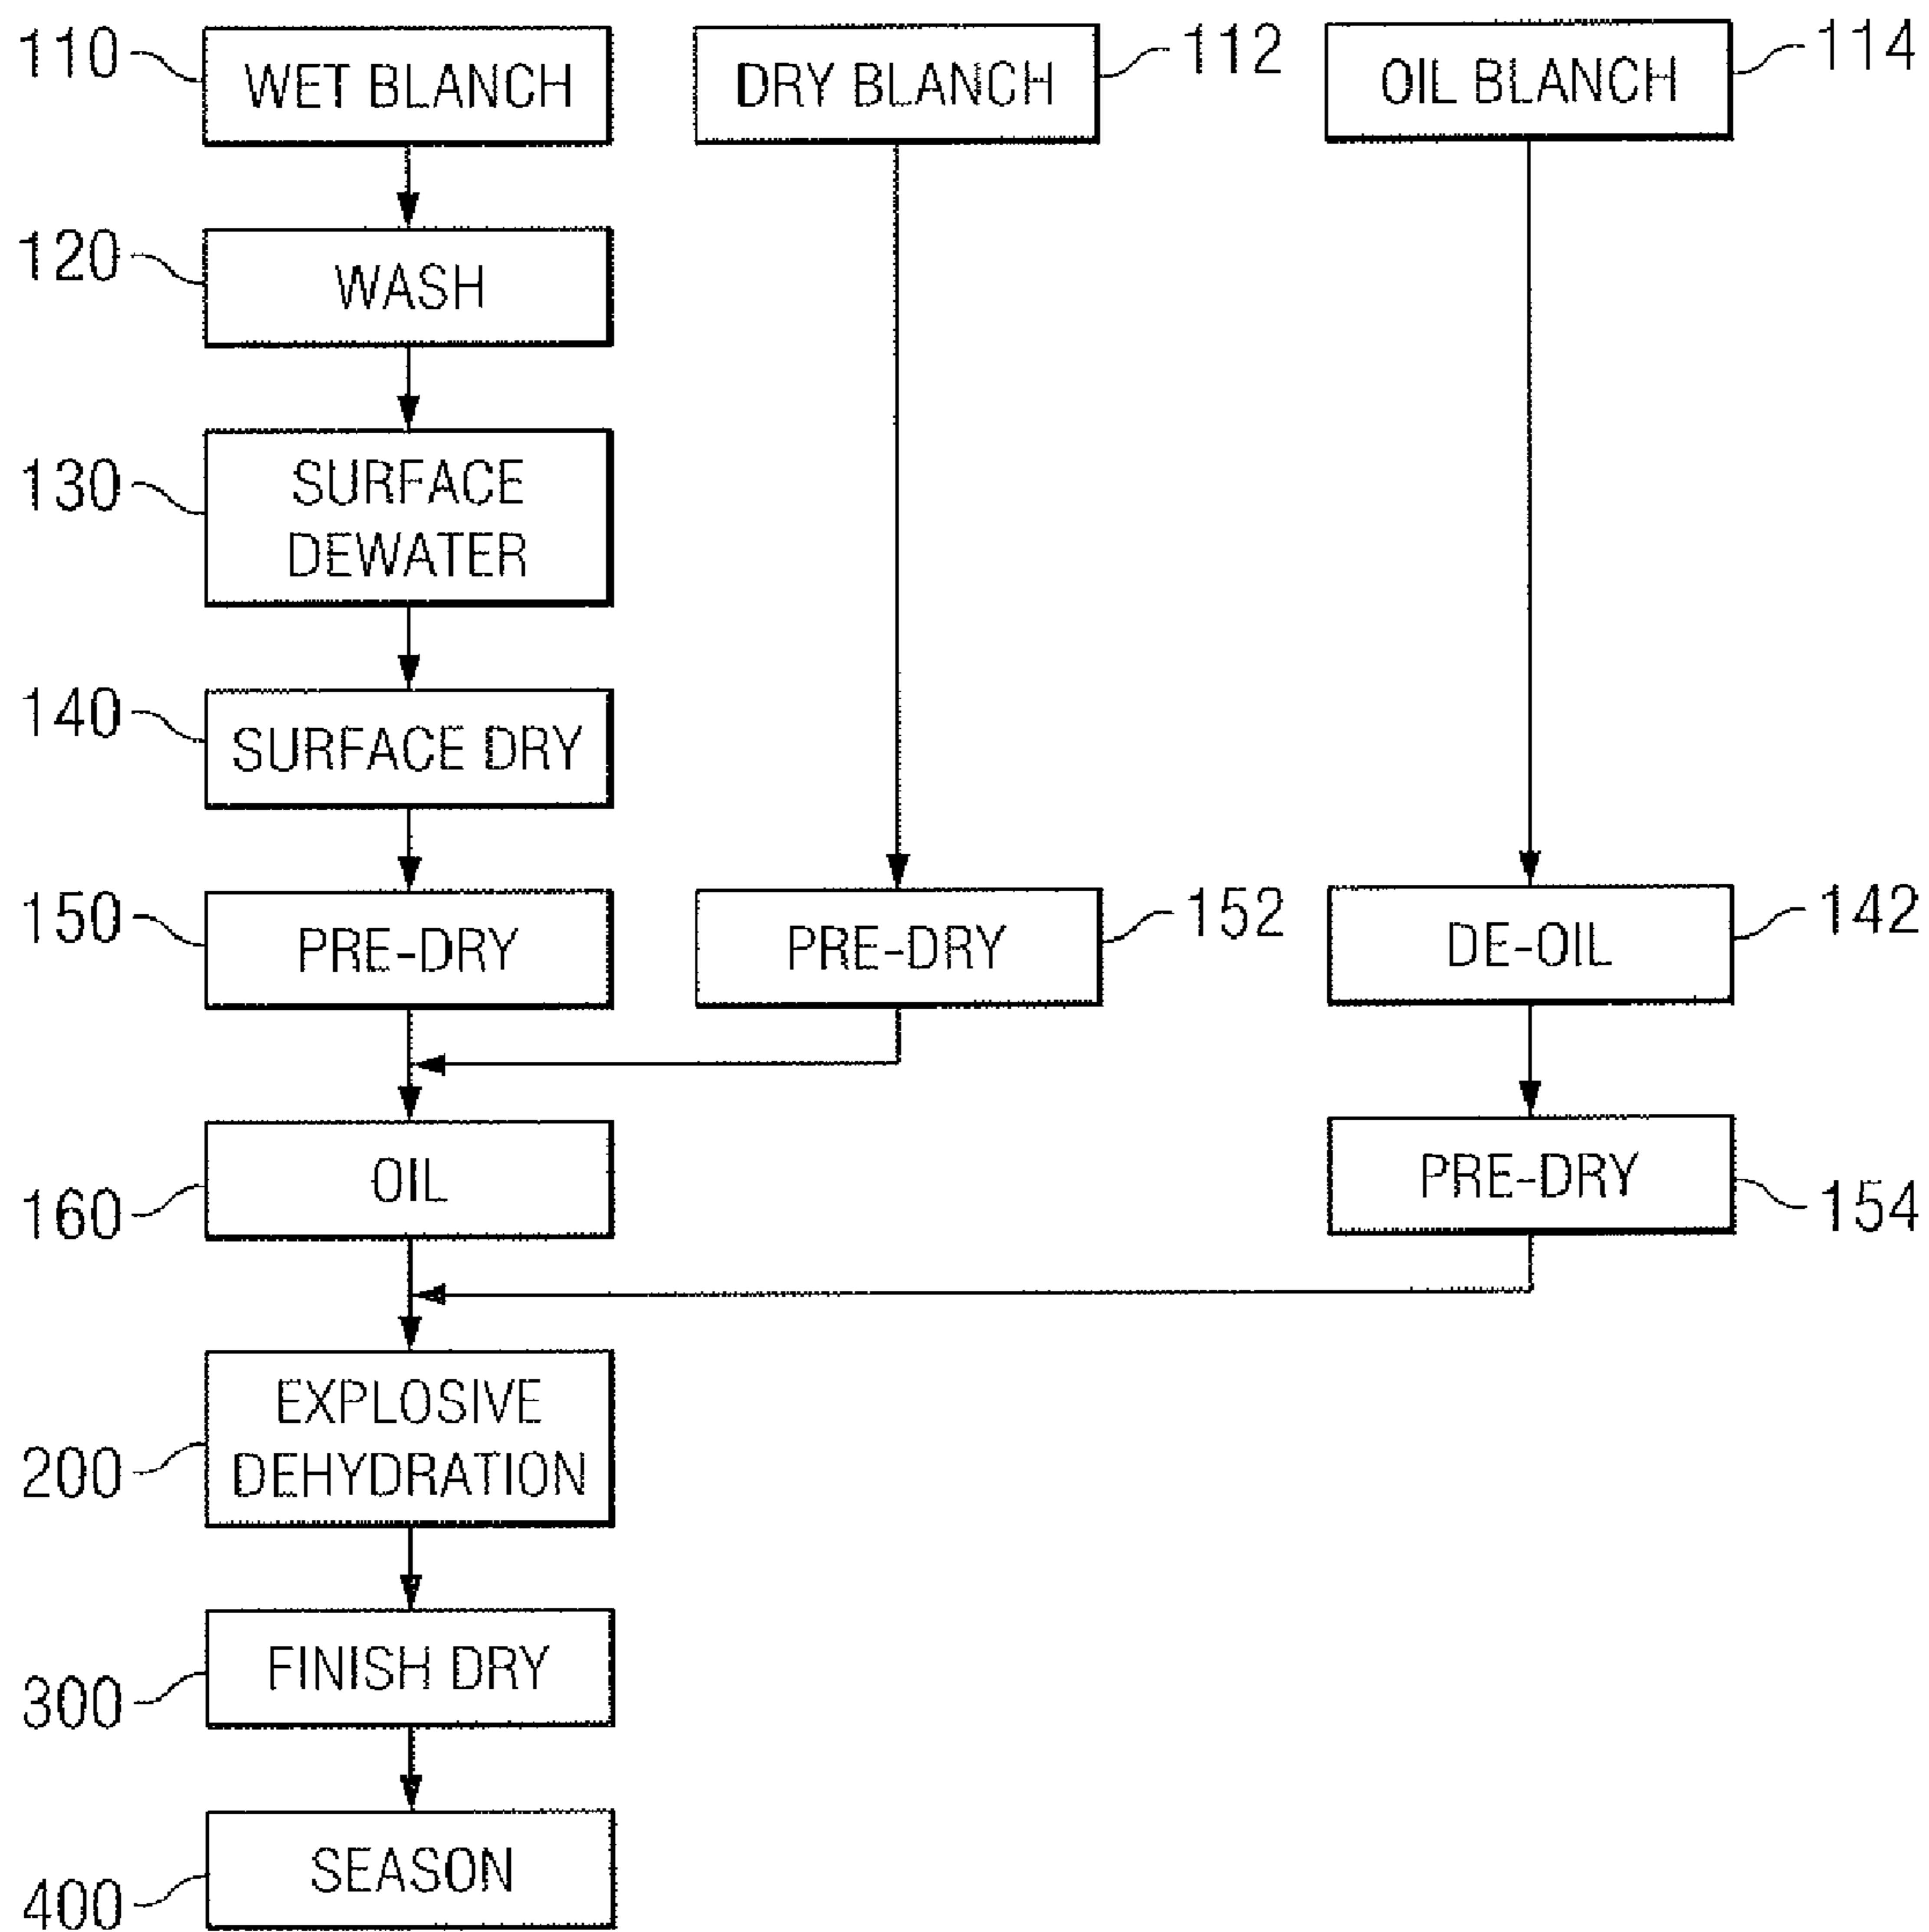 110
WET BLANCH
DRY BLANCH
112
OIL BLANCH
114
120
WASH
130
SURFACE
DEWATER
140
SURFACE DRY
150
PRE-DRY
PRE-DRY
152
DE-OIL
142
160
OIL
PRE-DRY
154
200
EXPLOSIVE
DEHYDRATION
300
FINISH DRY
400
SEASON